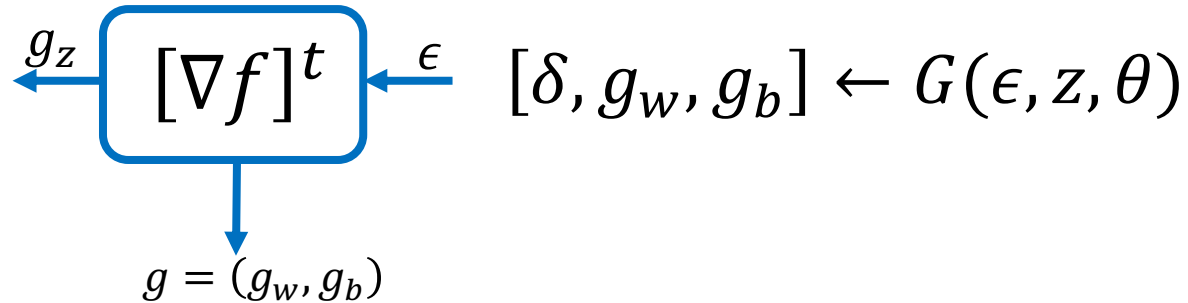 g_z
[∇f]^t
ϵ
[δ, g_w, g_b] ← G(ϵ, z, θ)
g = (g_w, g_b)